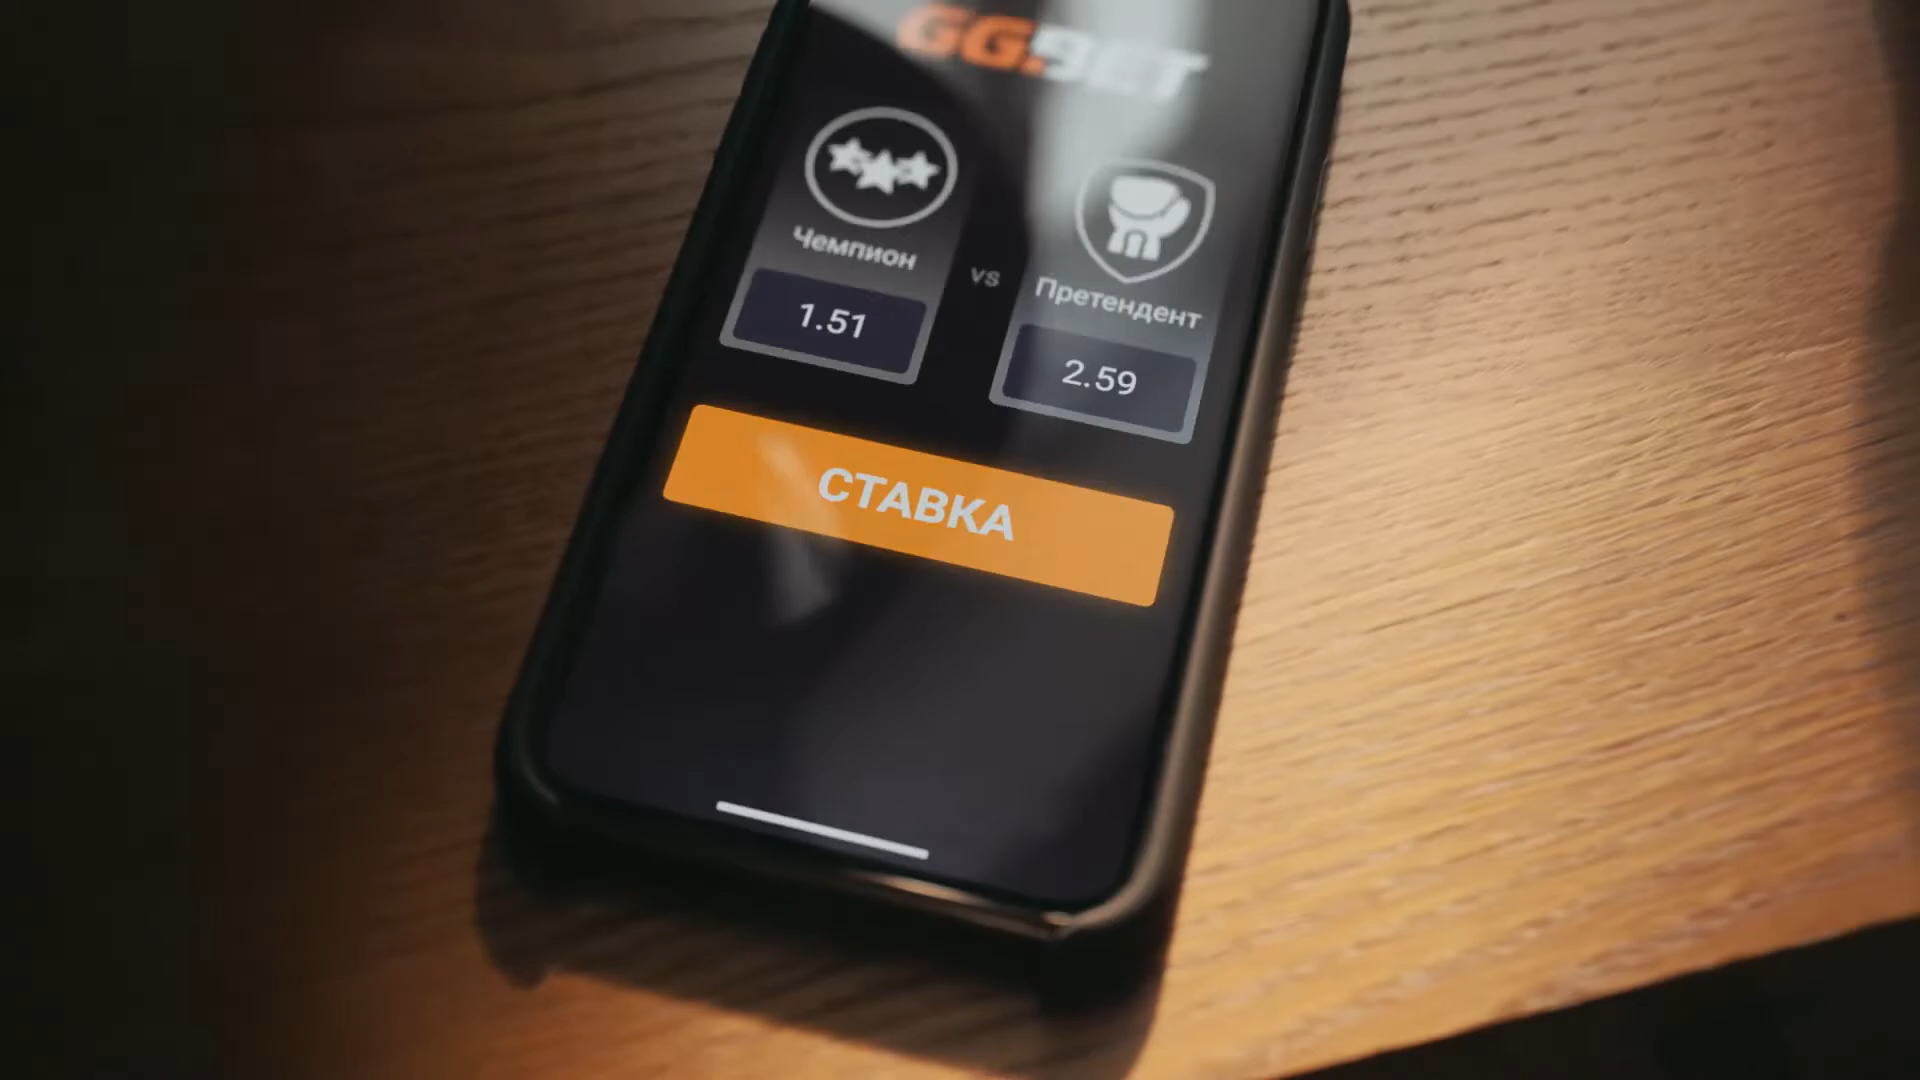 GG.BET
Чемпион
vs
Претендент
1.51
2.59
СТАВКА